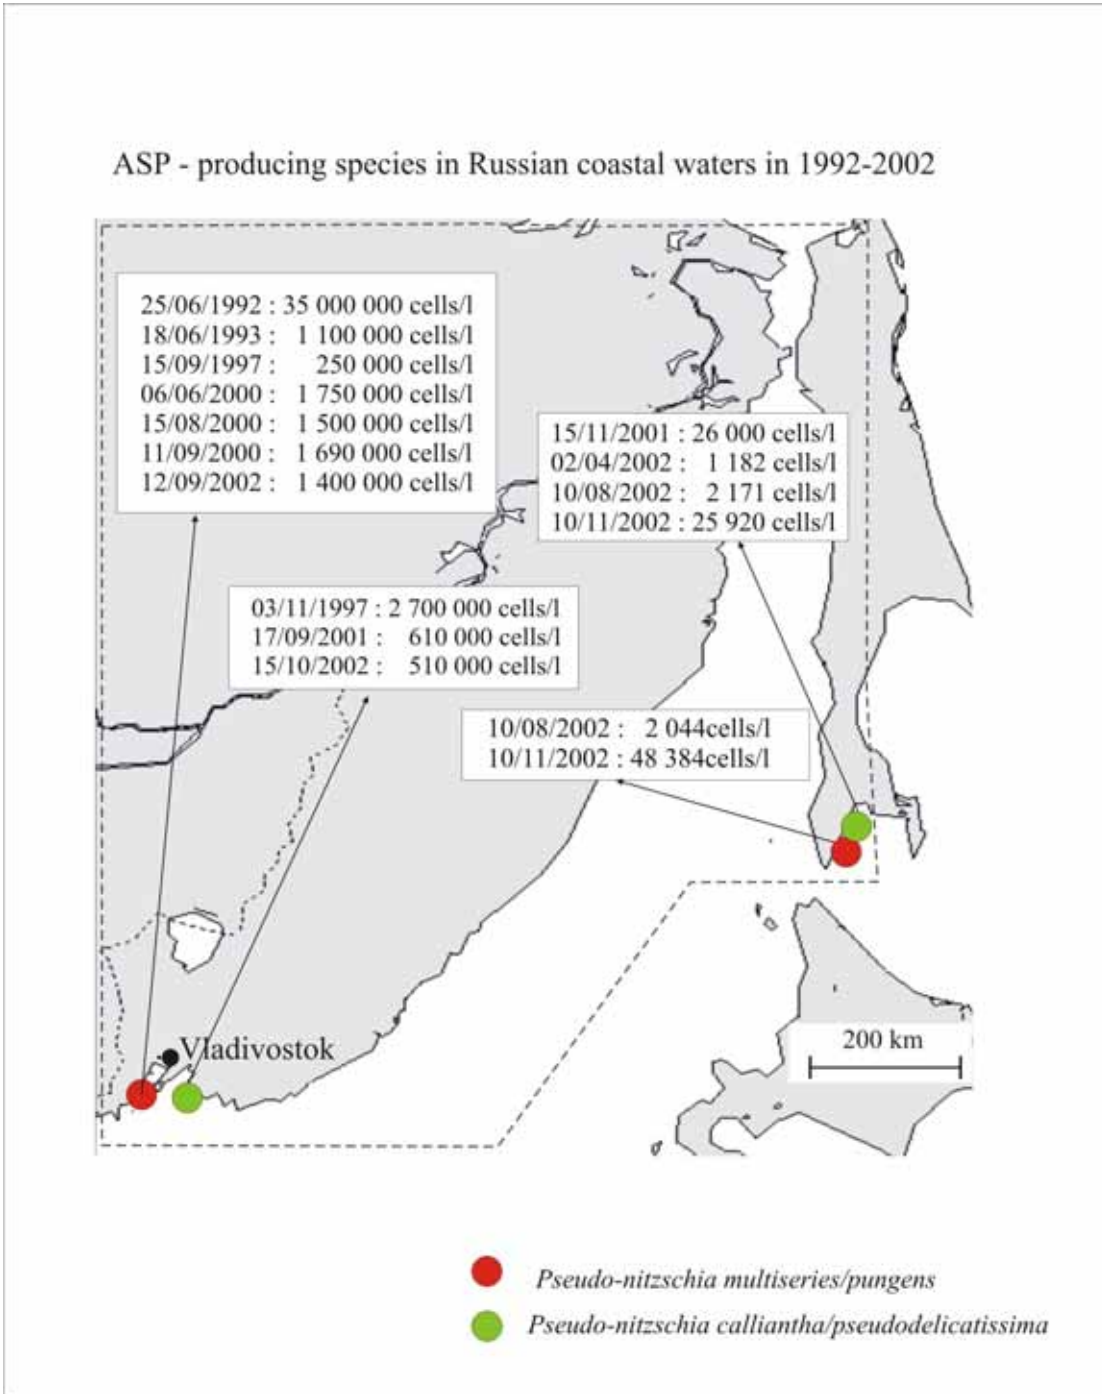 ASP - producing species in Russian coastal waters in 1992-2002
25/06/1992 : 35 000 000 cells/l
18/06/1993 : 1 100 000 cells/l
15/09/1997 : 250 000 cells/l
06/06/2000 : 1 750 000 cells/l
15/08/2000 : 1 500 000 cells/l
11/09/2000 : 1 690 000 cells/l
12/09/2002 : 1 400 000 cells/l
15/11/2001 : 26 000 cells/l
02/04/2002 : 1 182 cells/l
10/08/2002 : 2 171 cells/l
10/11/2002 : 25 920 cells/l
03/11/1997 : 2 700 000 cells/l
17/09/2001 : 610 000 cells/l
15/10/2002 : 510 000 cells/l
10/08/2002 : 2 044cells/l
10/11/2002 : 48 384cells/l
Vladivostok
200 km
Pseudo-nitzschia multiseries/pungens
Pseudo-nitzschia calliantha/pseudodelicatissima